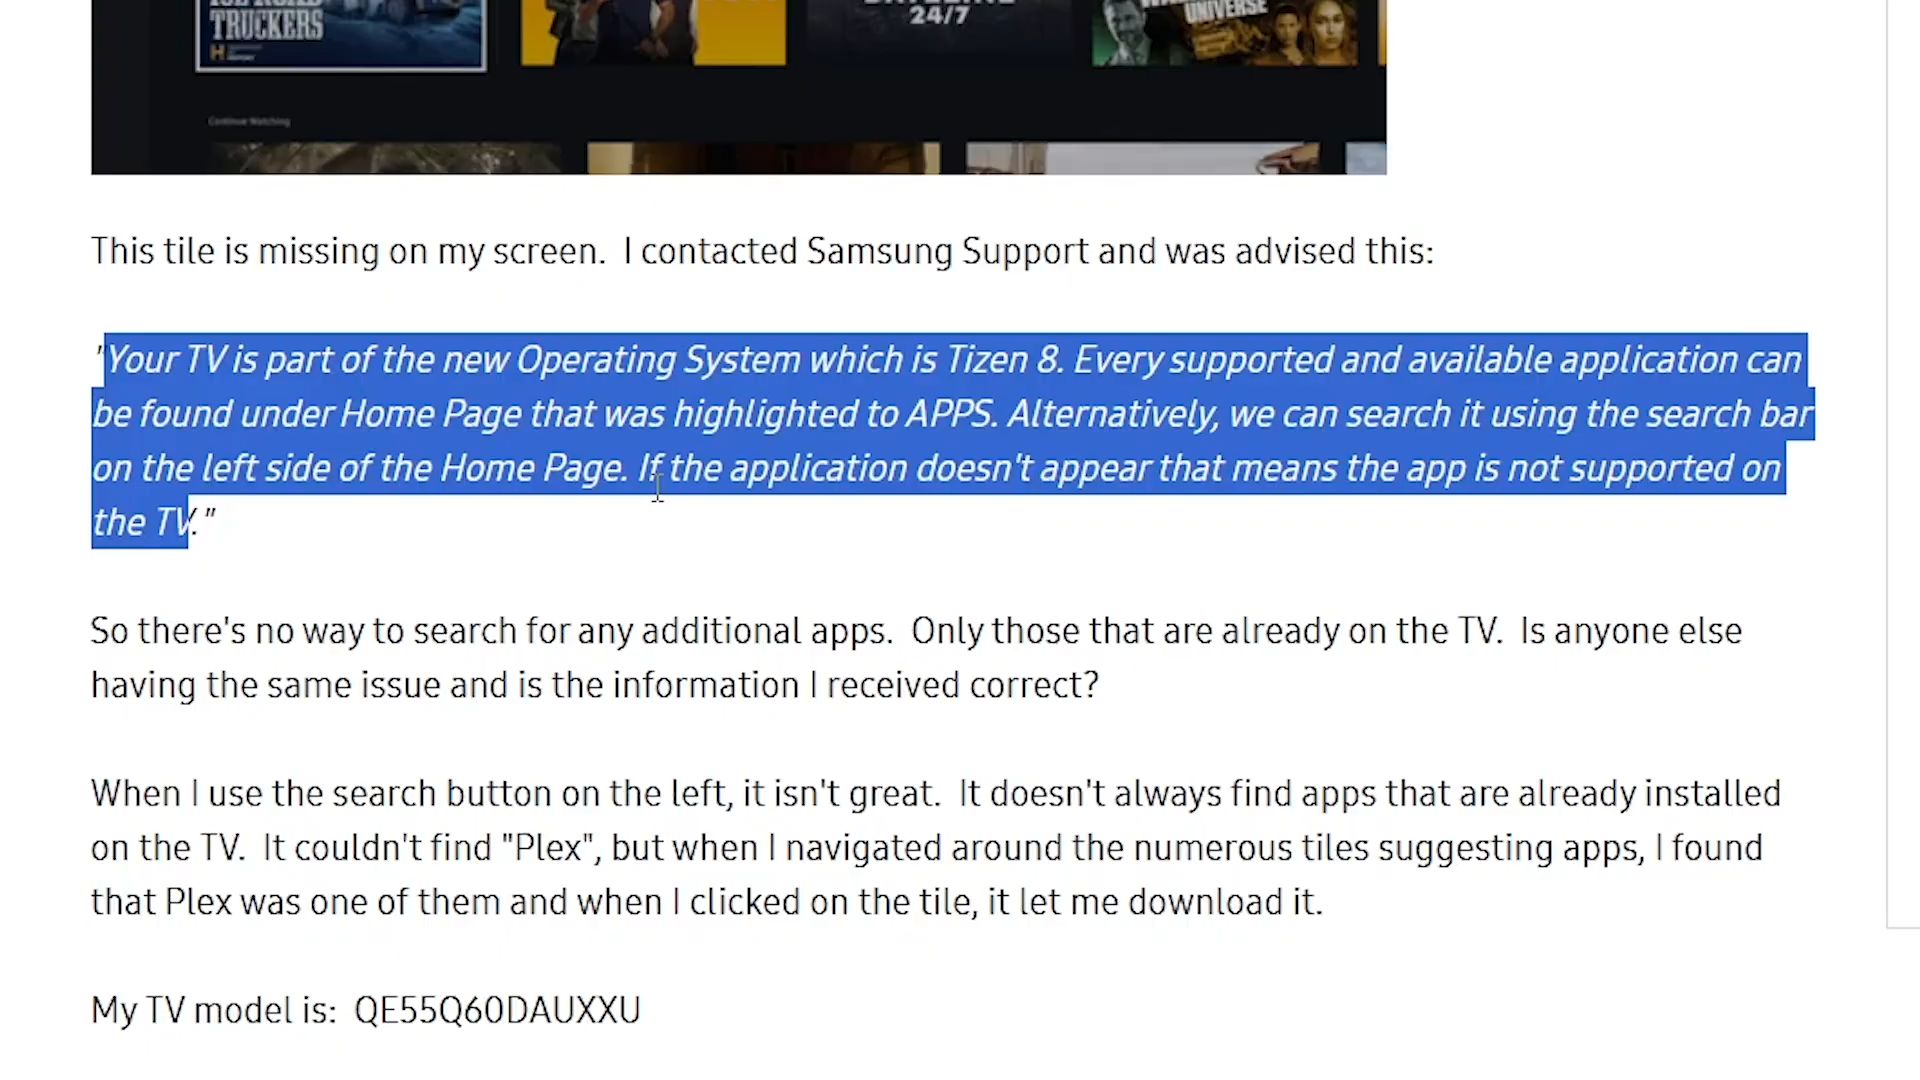 TRUCKERS
24/7
UNIVERSE
Continue Watching
This tile is missing on my screen.  I contacted Samsung Support and was advised this:
"Your TV is part of the new Operating System which is Tizen 8. Every supported and available application can
be found under Home Page that was highlighted to APPS. Alternatively, we can search it using the search bar
on the left side of the Home Page. If the application doesn't appear that means the app is not supported on
the TV."
So there's no way to search for any additional apps.  Only those that are already on the TV.  Is anyone else
having the same issue and is the information I received correct?
When I use the search button on the left, it isn't great.  It doesn't always find apps that are already installed
on the TV.  It couldn't find "Plex", but when I navigated around the numerous tiles suggesting apps, I found
that Plex was one of them and when I clicked on the tile, it let me download it.
My TV model is:  QE55Q60DAUXXU